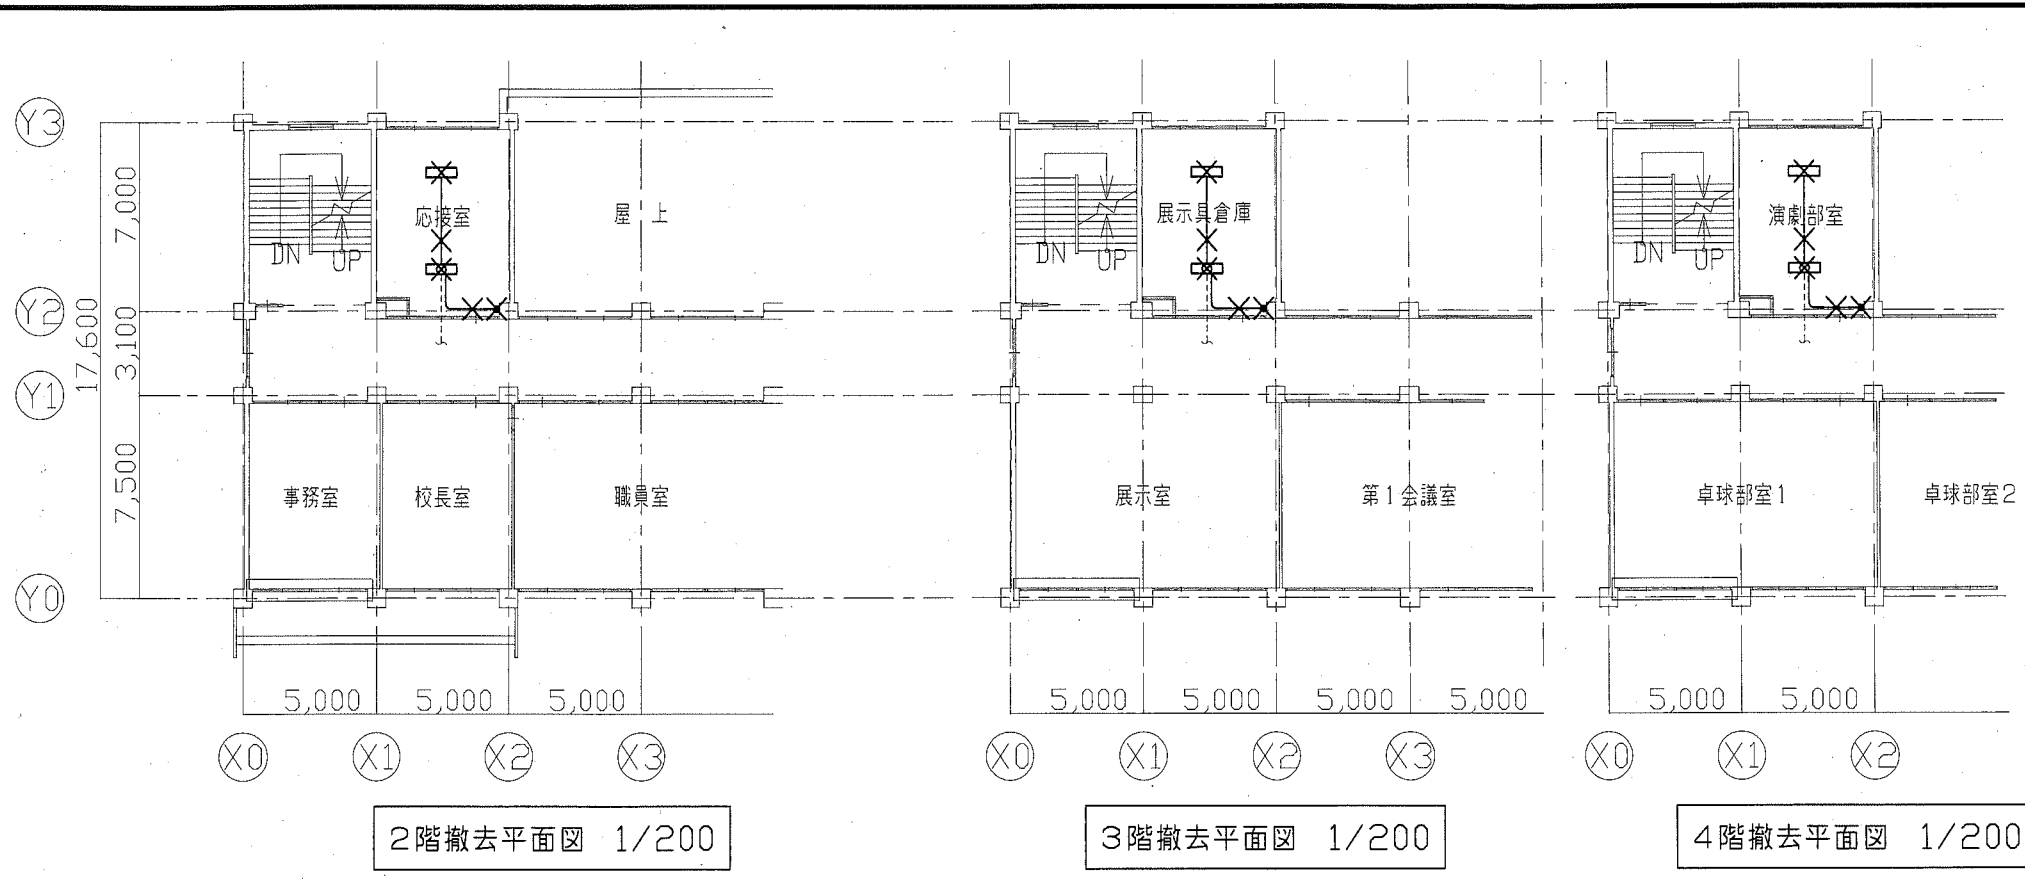 Y3
Y2
Y1
Y0
17,600
7,000
3,100
7,500
DN
UP
応接室
屋 上
事務室
校長室
職員室
5,000 5,000 5,000
X0 X1 X2 X3
2階撤去平面図 1/200
DN
UP
展示具倉庫
展示室
第1会議室
5,000 5,000 5,000 5,000
X0 X1 X2 X3
3階撤去平面図 1/200
DN
UP
演劇部室
卓球部室1
卓球部室2
5,000 5,000
X0 X1 X2
4階撤去平面図 1/200